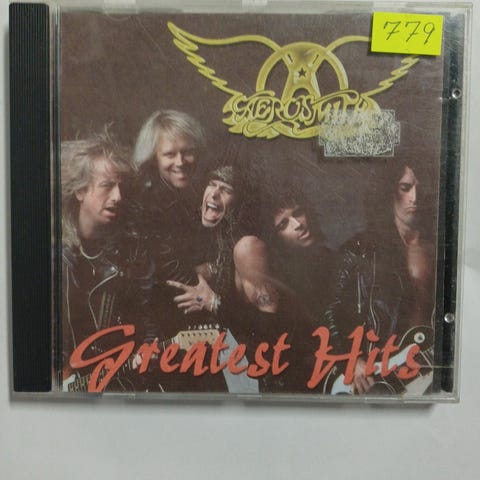 779
A
AEROSMITH
Greatest Hits